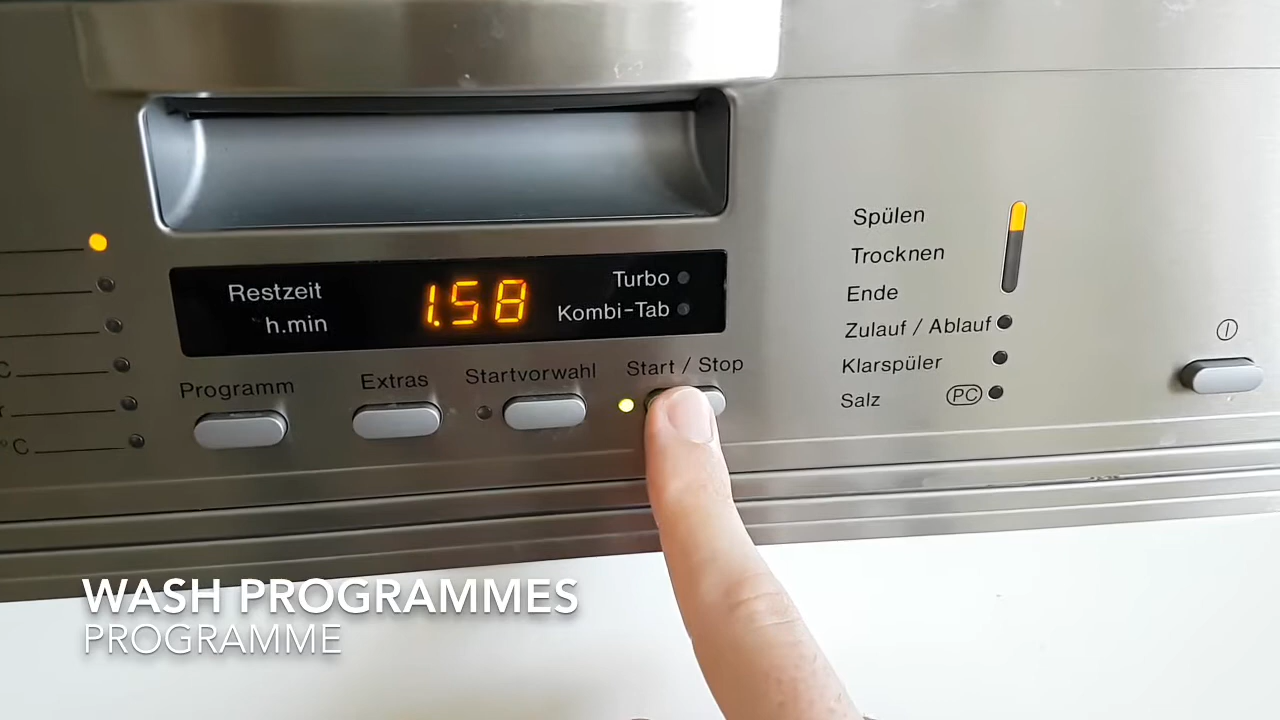 Restzeit
h.min
1.58
Turbo
Kombi-Tab
Programm
Extras
Startvorwahl
Start / Stop
Spülen
Trocknen
Ende
Zulauf / Ablauf
Klarspüler
Salz
PC
C
°C
WASH PROGRAMMES
PROGRAMME